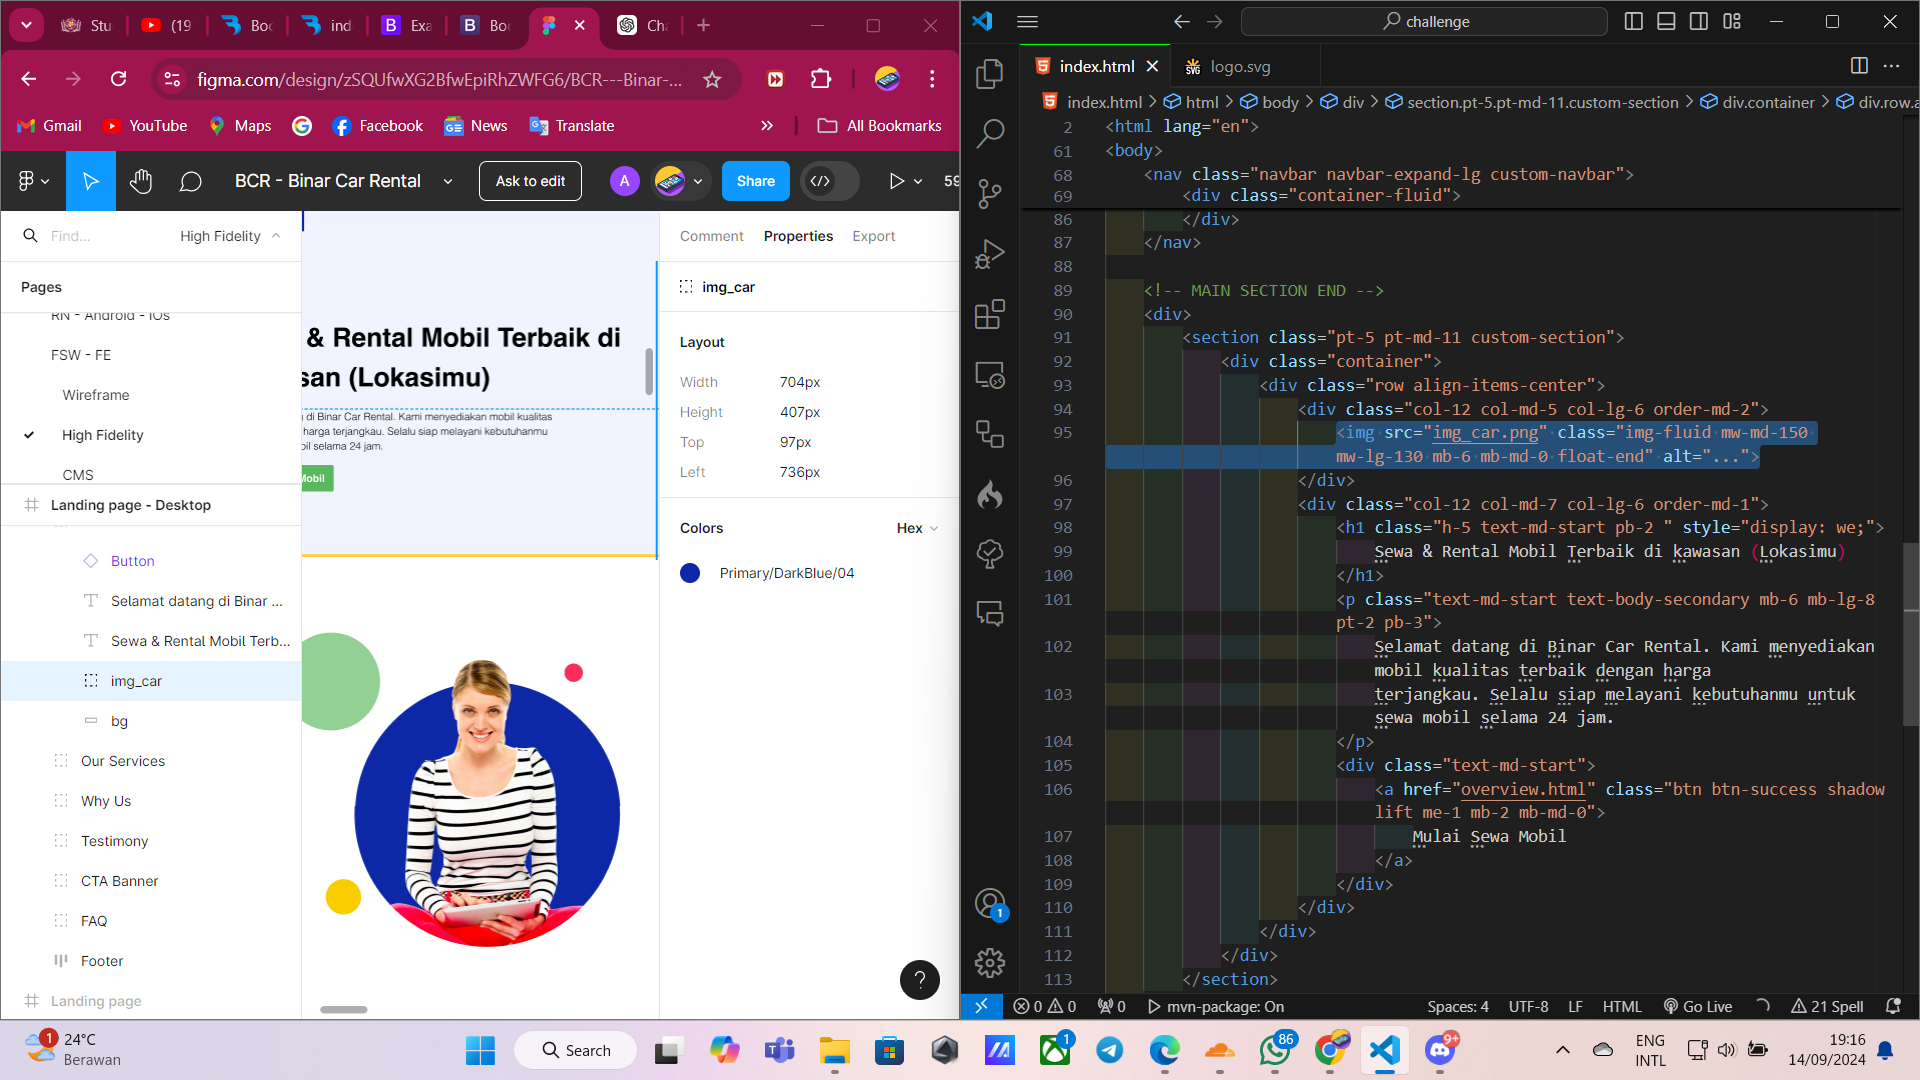 Stu
(19
Boc
ind
Exa
Boc
Cha
figma.com/design/zSQUfwXG2BfwEpiRhZWFG6/BCR---Binar-...
Gmail
YouTube
Maps
Facebook
News
Translate
All Bookmarks
BCR - Binar Car Rental
Ask to edit
A
Share
59
Find...
High Fidelity
Pages
RN - Android - IOs
FSW - FE
Wireframe
High Fidelity
CMS
Landing page - Desktop
Button
Selamat datang di Binar ...
Sewa & Rental Mobil Terb...
img_car
bg
Our Services
Why Us
Testimony
CTA Banner
FAQ
Footer
Landing page
& Rental Mobil Terbaik di
san (Lokasimu)
g di Binar Car Rental. Kami menyediakan mobil kualitas
harga terjangkau. Selalu siap melayani kebutuhanmu
bil selama 24 jam.
Mobil
Comment
Properties
Export
img_car
Layout
Width 704px
Height 407px
Top 97px
Left 736px
Colors
Hex
Primary/DarkBlue/04
?
challenge
index.html
logo.svg
index.html > html > body > div > section.pt-5.pt-md-11.custom-section > div.container > div.row.a
2 <html lang="en">
61 <body>
68 <nav class="navbar navbar-expand-lg custom-navbar">
69 <div class="container-fluid">
86 </div>
87 </nav>
88
89 <!-- MAIN SECTION END -->
90 <div>
91 <section class="pt-5 pt-md-11 custom-section">
92 <div class="container">
93 <div class="row align-items-center">
94 <div class="col-12 col-md-5 col-lg-6 order-md-2">
95 <img src="img_car.png" class="img-fluid mw-md-150
mw-lg-130 mb-6 mb-md-0 float-end" alt="...">
96 </div>
97 <div class="col-12 col-md-7 col-lg-6 order-md-1">
98 <h1 class="h-5 text-md-start pb-2 " style="display: we;">
99 Sewa & Rental Mobil Terbaik di kawasan (Lokasimu)
100 </h1>
101 <p class="text-md-start text-body-secondary mb-6 mb-lg-8
pt-2 pb-3">
102 Selamat datang di Binar Car Rental. Kami menyediakan
mobil kualitas terbaik dengan harga
103 terjangkau. Selalu siap melayani kebutuhanmu untuk
sewa mobil selama 24 jam.
104 </p>
105 <div class="text-md-start">
106 <a href="overview.html" class="btn btn-success shadow
lift me-1 mb-2 mb-md-0">
107 Mulai Sewa Mobil
108 </a>
109 </div>
110 </div>
111 </div>
112 </div>
113 </section>
1
0 0 0 mvn-package: On
Spaces: 4 UTF-8 LF HTML Go Live 21 Spell
1
24°C
Berawan
Search
1
86
9+
ENG
INTL
19:16
14/09/2024